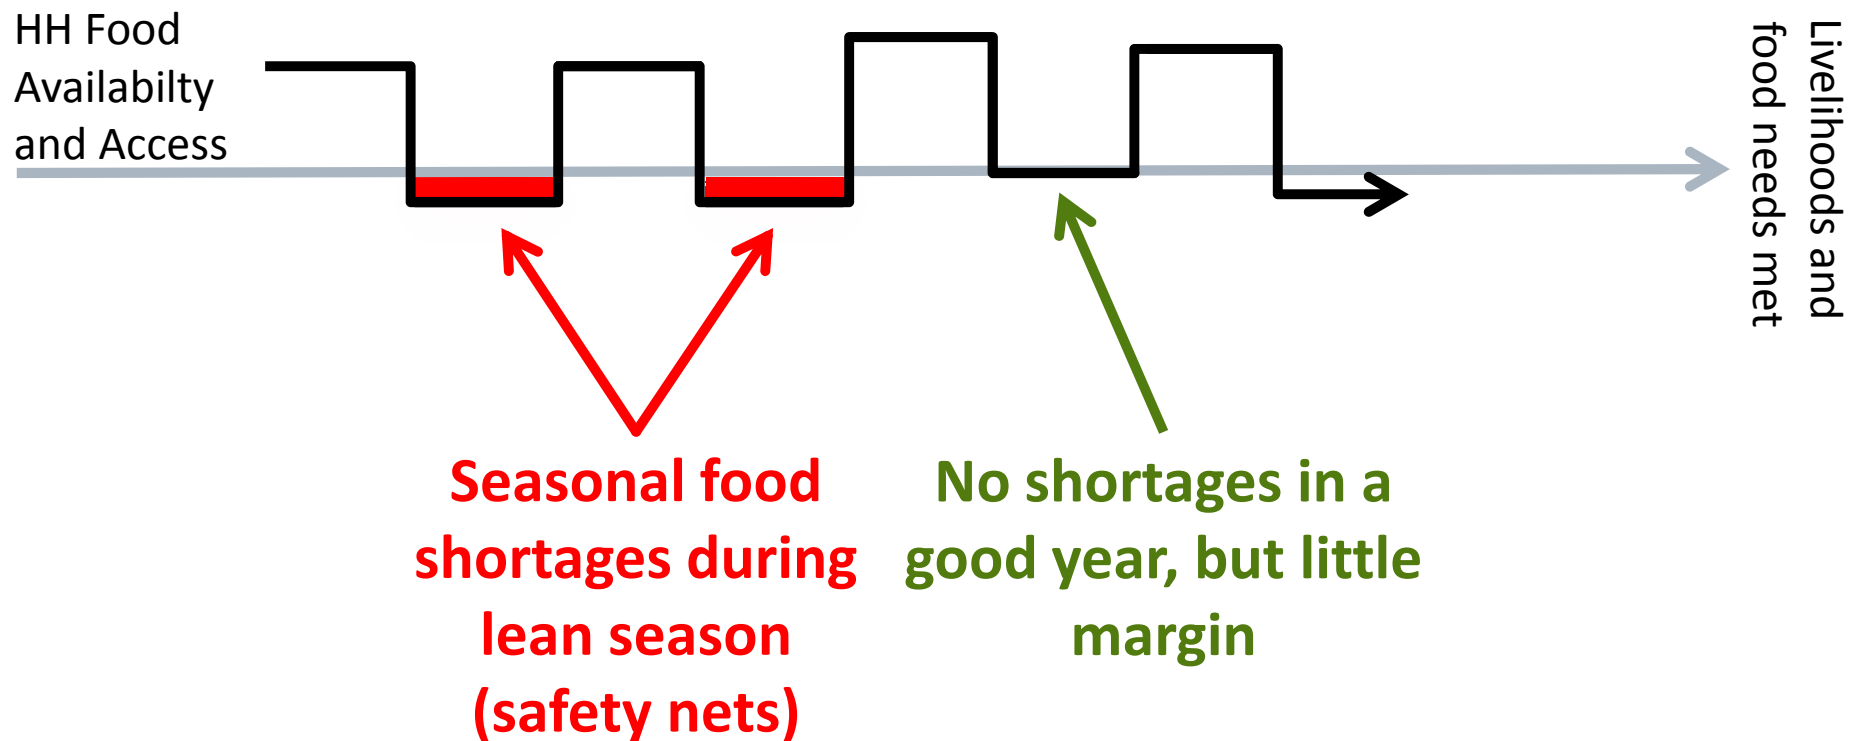 HH Food
Availabilty
and Access
Livelihoods and
food needs met
Seasonal food
shortages during
lean season
(safety nets)
No shortages in a
good year, but little
margin